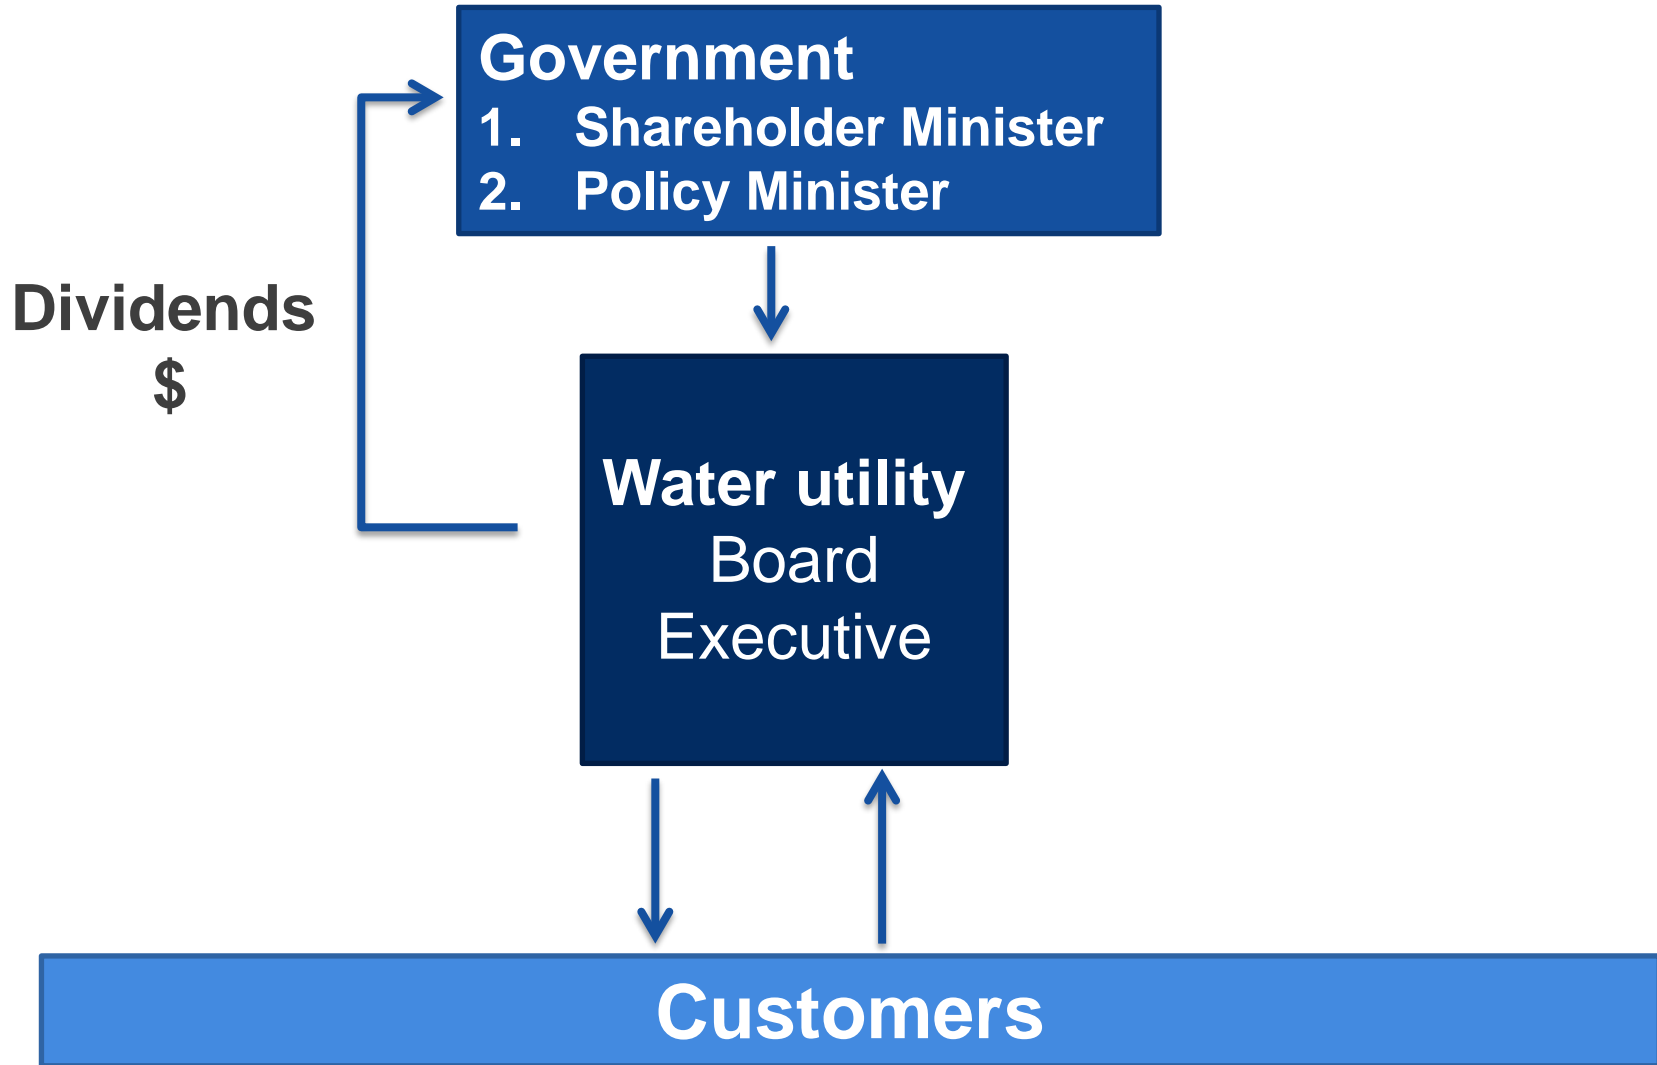 Government
1. Shareholder Minister
2. Policy Minister
Dividends
$
Water utility
Board
Executive
Customers